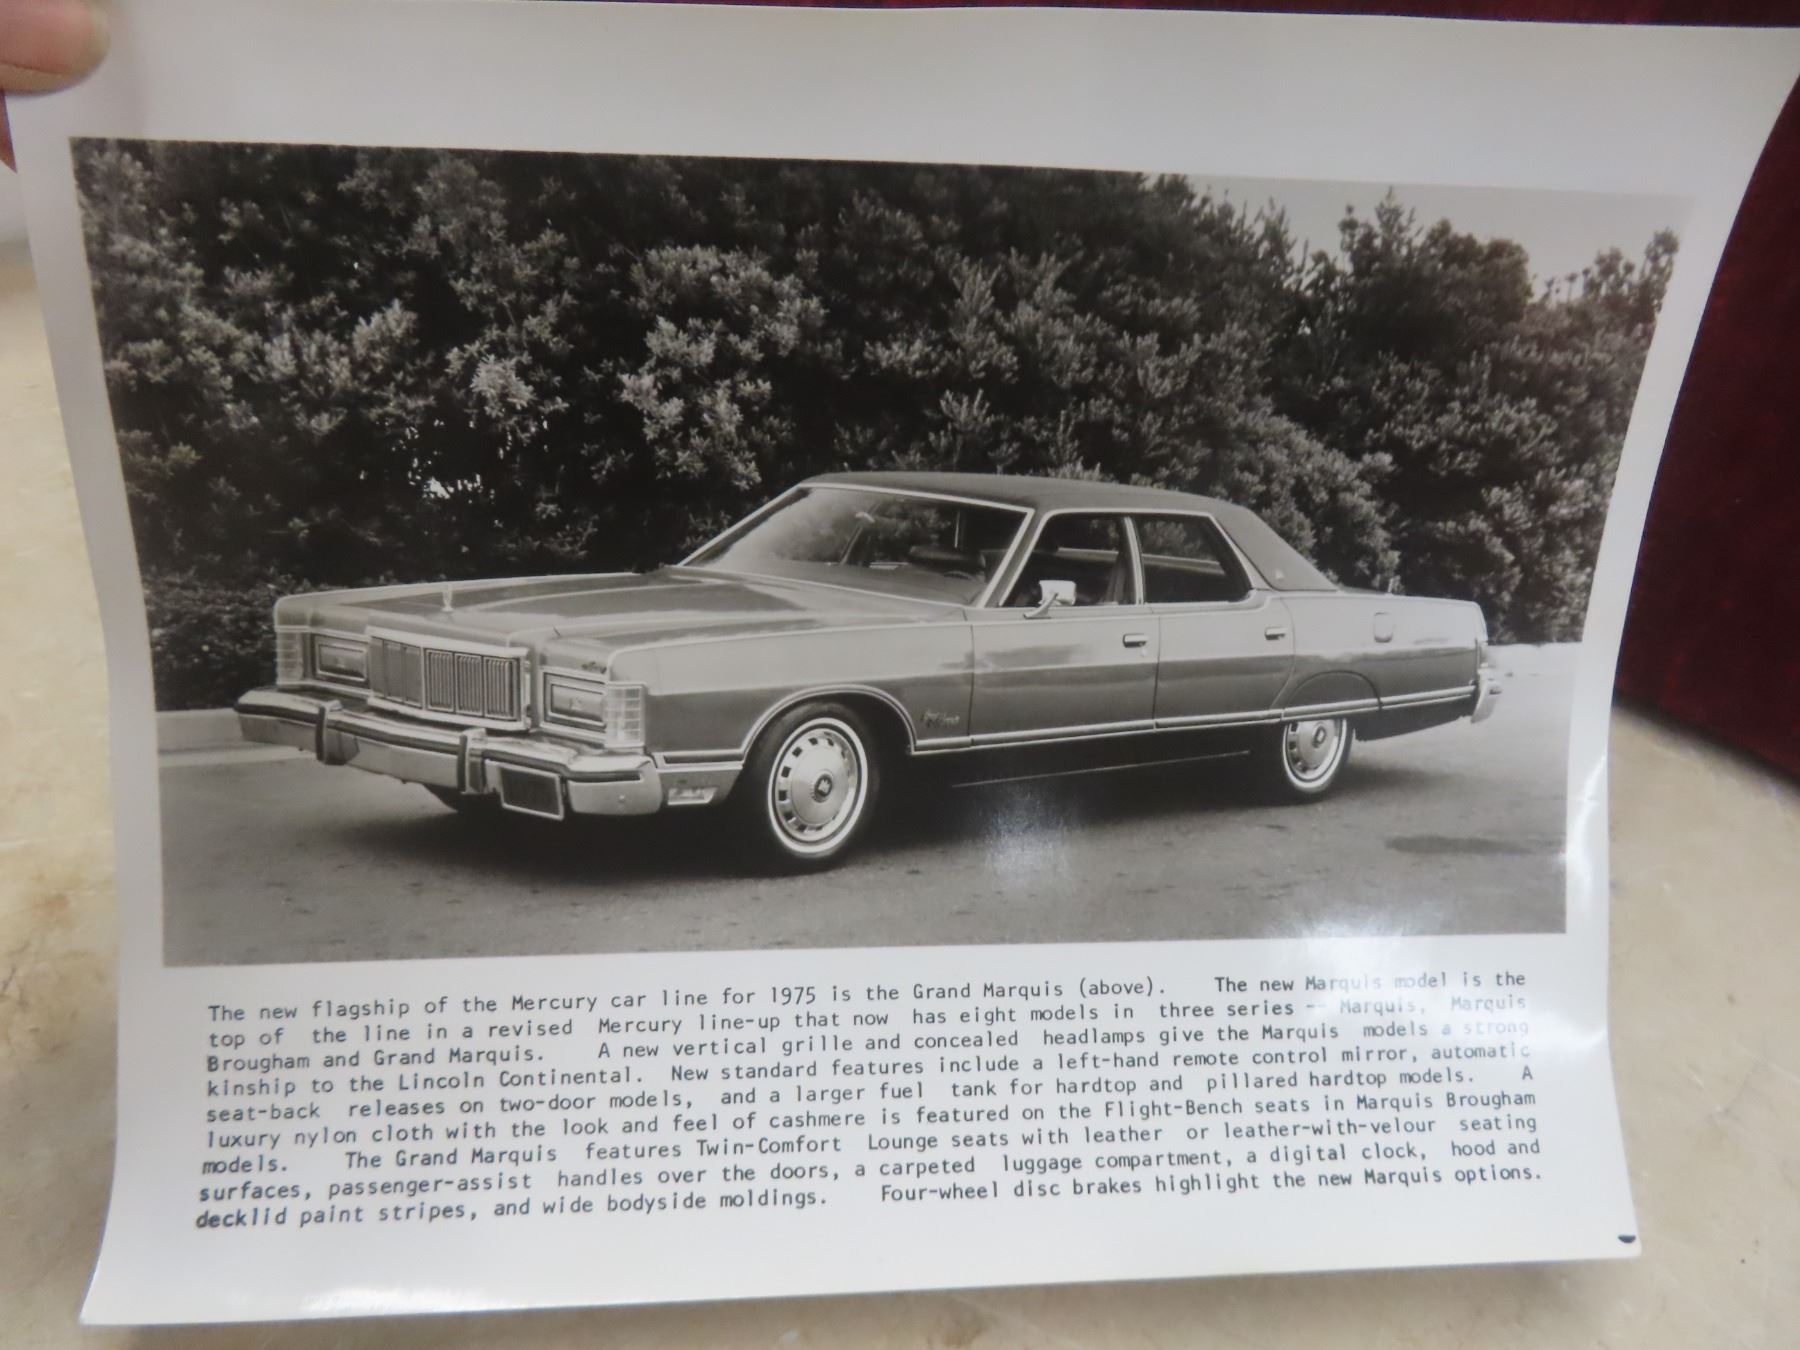 The new flagship of the Mercury car line for 1975 is the Grand Marquis (above). The new Marquis model is the
top of the line in a revised Mercury line-up that now has eight models in three series -- Marquis, Marquis
Brougham and Grand Marquis. A new vertical grille and concealed headlamps give the Marquis models a strong
kinship to the Lincoln Continental. New standard features include a left-hand remote control mirror, automatic
seat-back releases on two-door models, and a larger fuel tank for hardtop and pillared hardtop models. A
luxury nylon cloth with the look and feel of cashmere is featured on the Flight-Bench seats in Marquis Brougham
models. The Grand Marquis features Twin-Comfort Lounge seats with leather or leather-with-velour seating
surfaces, passenger-assist handles over the doors, a carpeted luggage compartment, a digital clock, hood and
decklid paint stripes, and wide bodyside moldings. Four-wheel disc brakes highlight the new Marquis options.